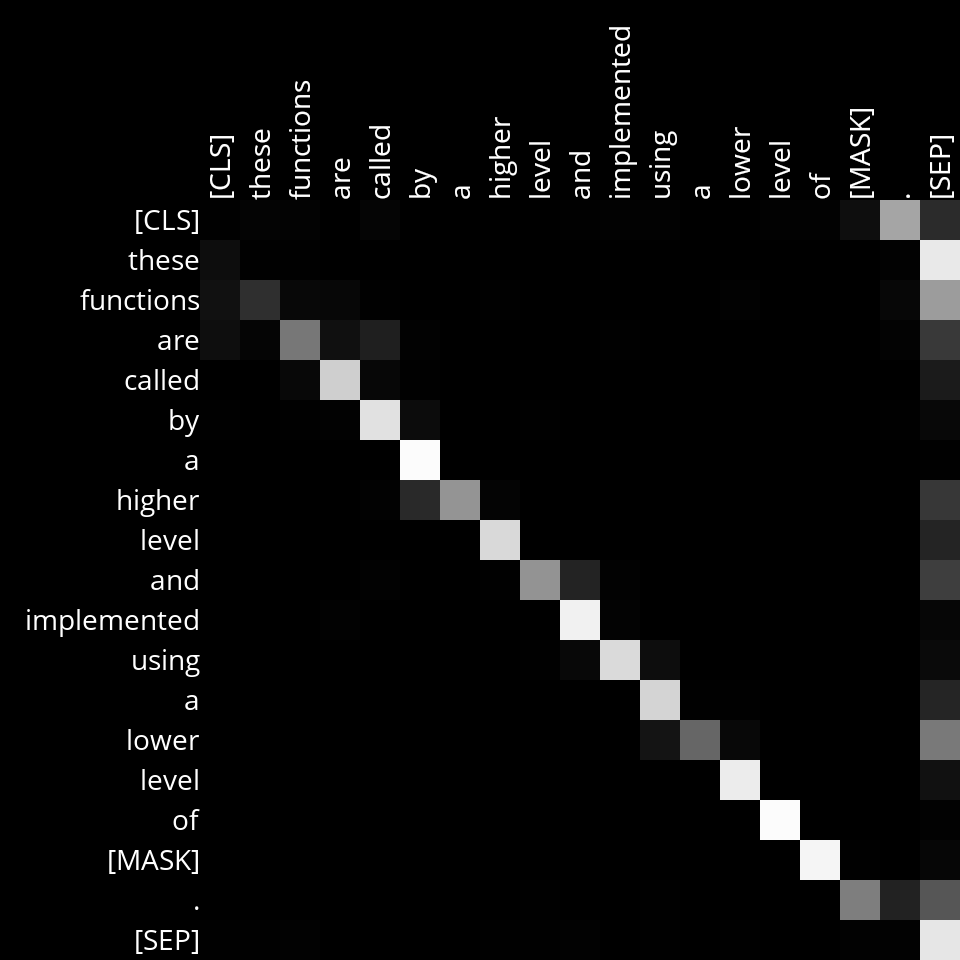 [CLS]
these
functions
are
called
by
a
higher
level
and
implemented
using
a
lower
level
of
[MASK]
.
[SEP]
[CLS]
these
functions
are
called
by
a
higher
level
and
implemented
using
a
lower
level
of
[MASK]
.
[SEP]